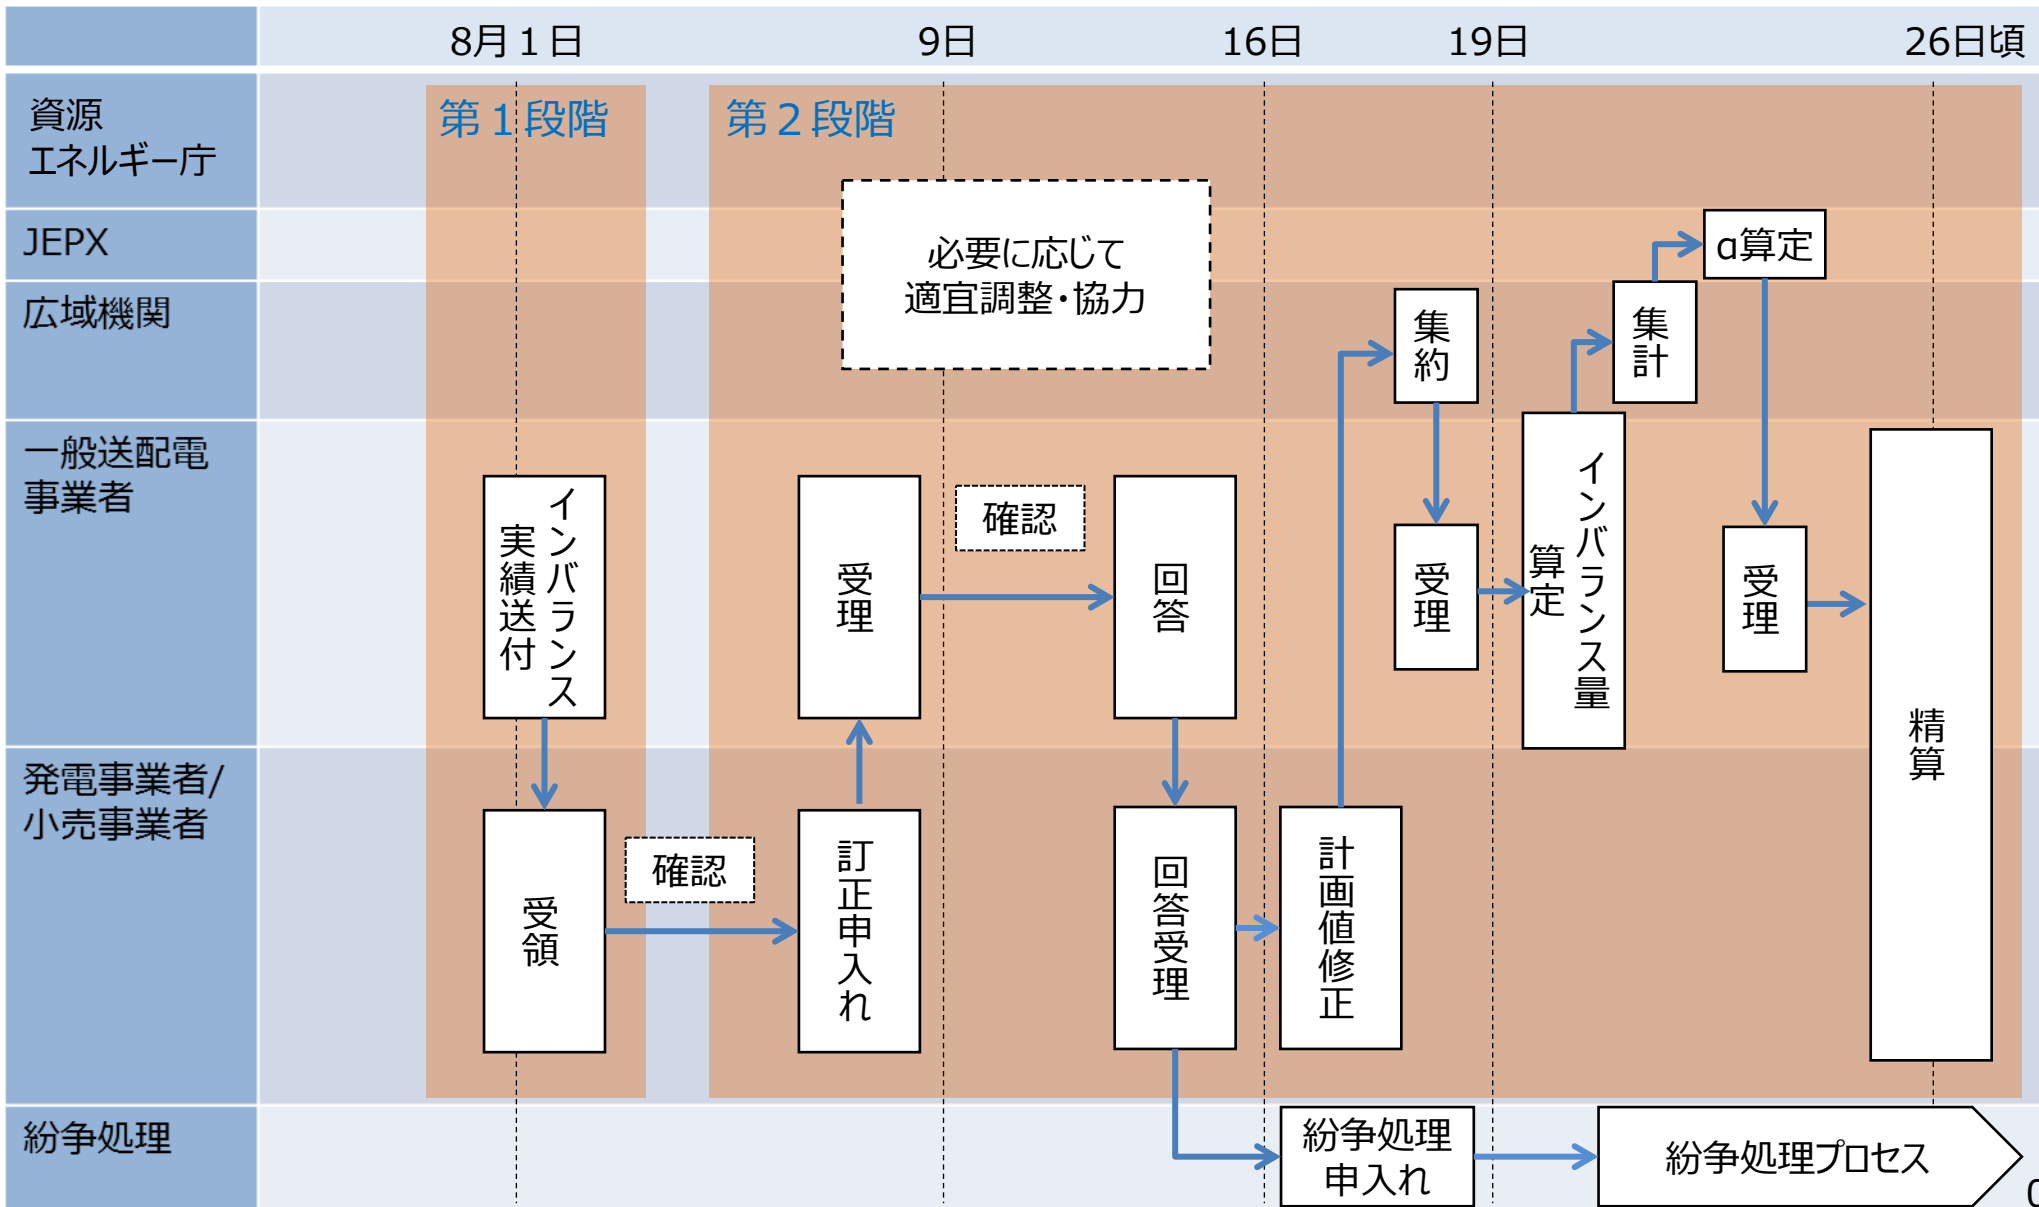 8月１日
9日
16日
19日
26日頃
資源
エネルギー庁
第１段階
第２段階
JEPX
必要に応じて
適宜調整・協力
α算定
広域機関
集約
集計
一般送配電
事業者
インバランス
実績送付
受理
確認
回答
受理
インバランス量
算定
受理
精算
発電事業者/
小売事業者
受領
確認
訂正申入れ
回答受理
計画値修正
紛争処理
紛争処理
申入れ
紛争処理プロセス